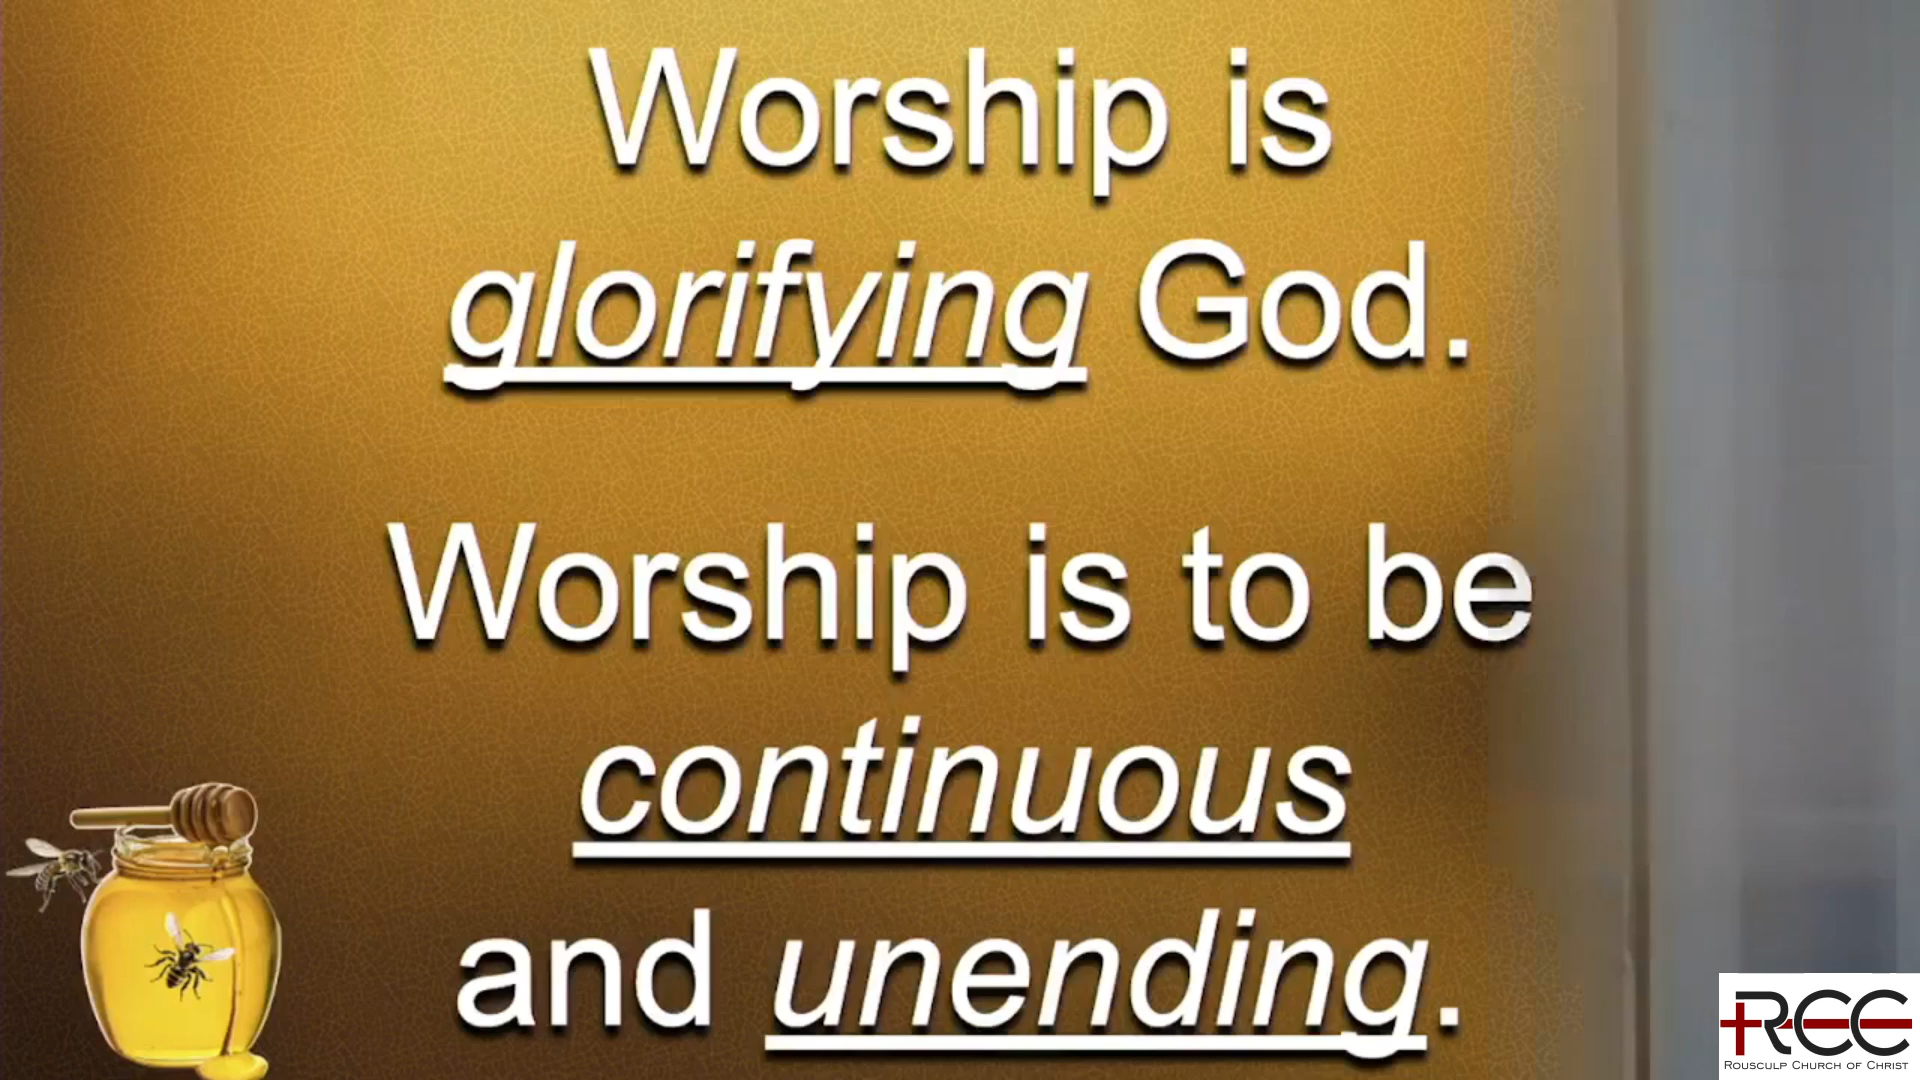 Worship is
glorifying God.
Worship is to be
continuous
and unending.
RCC
Rousculp Church of Christ